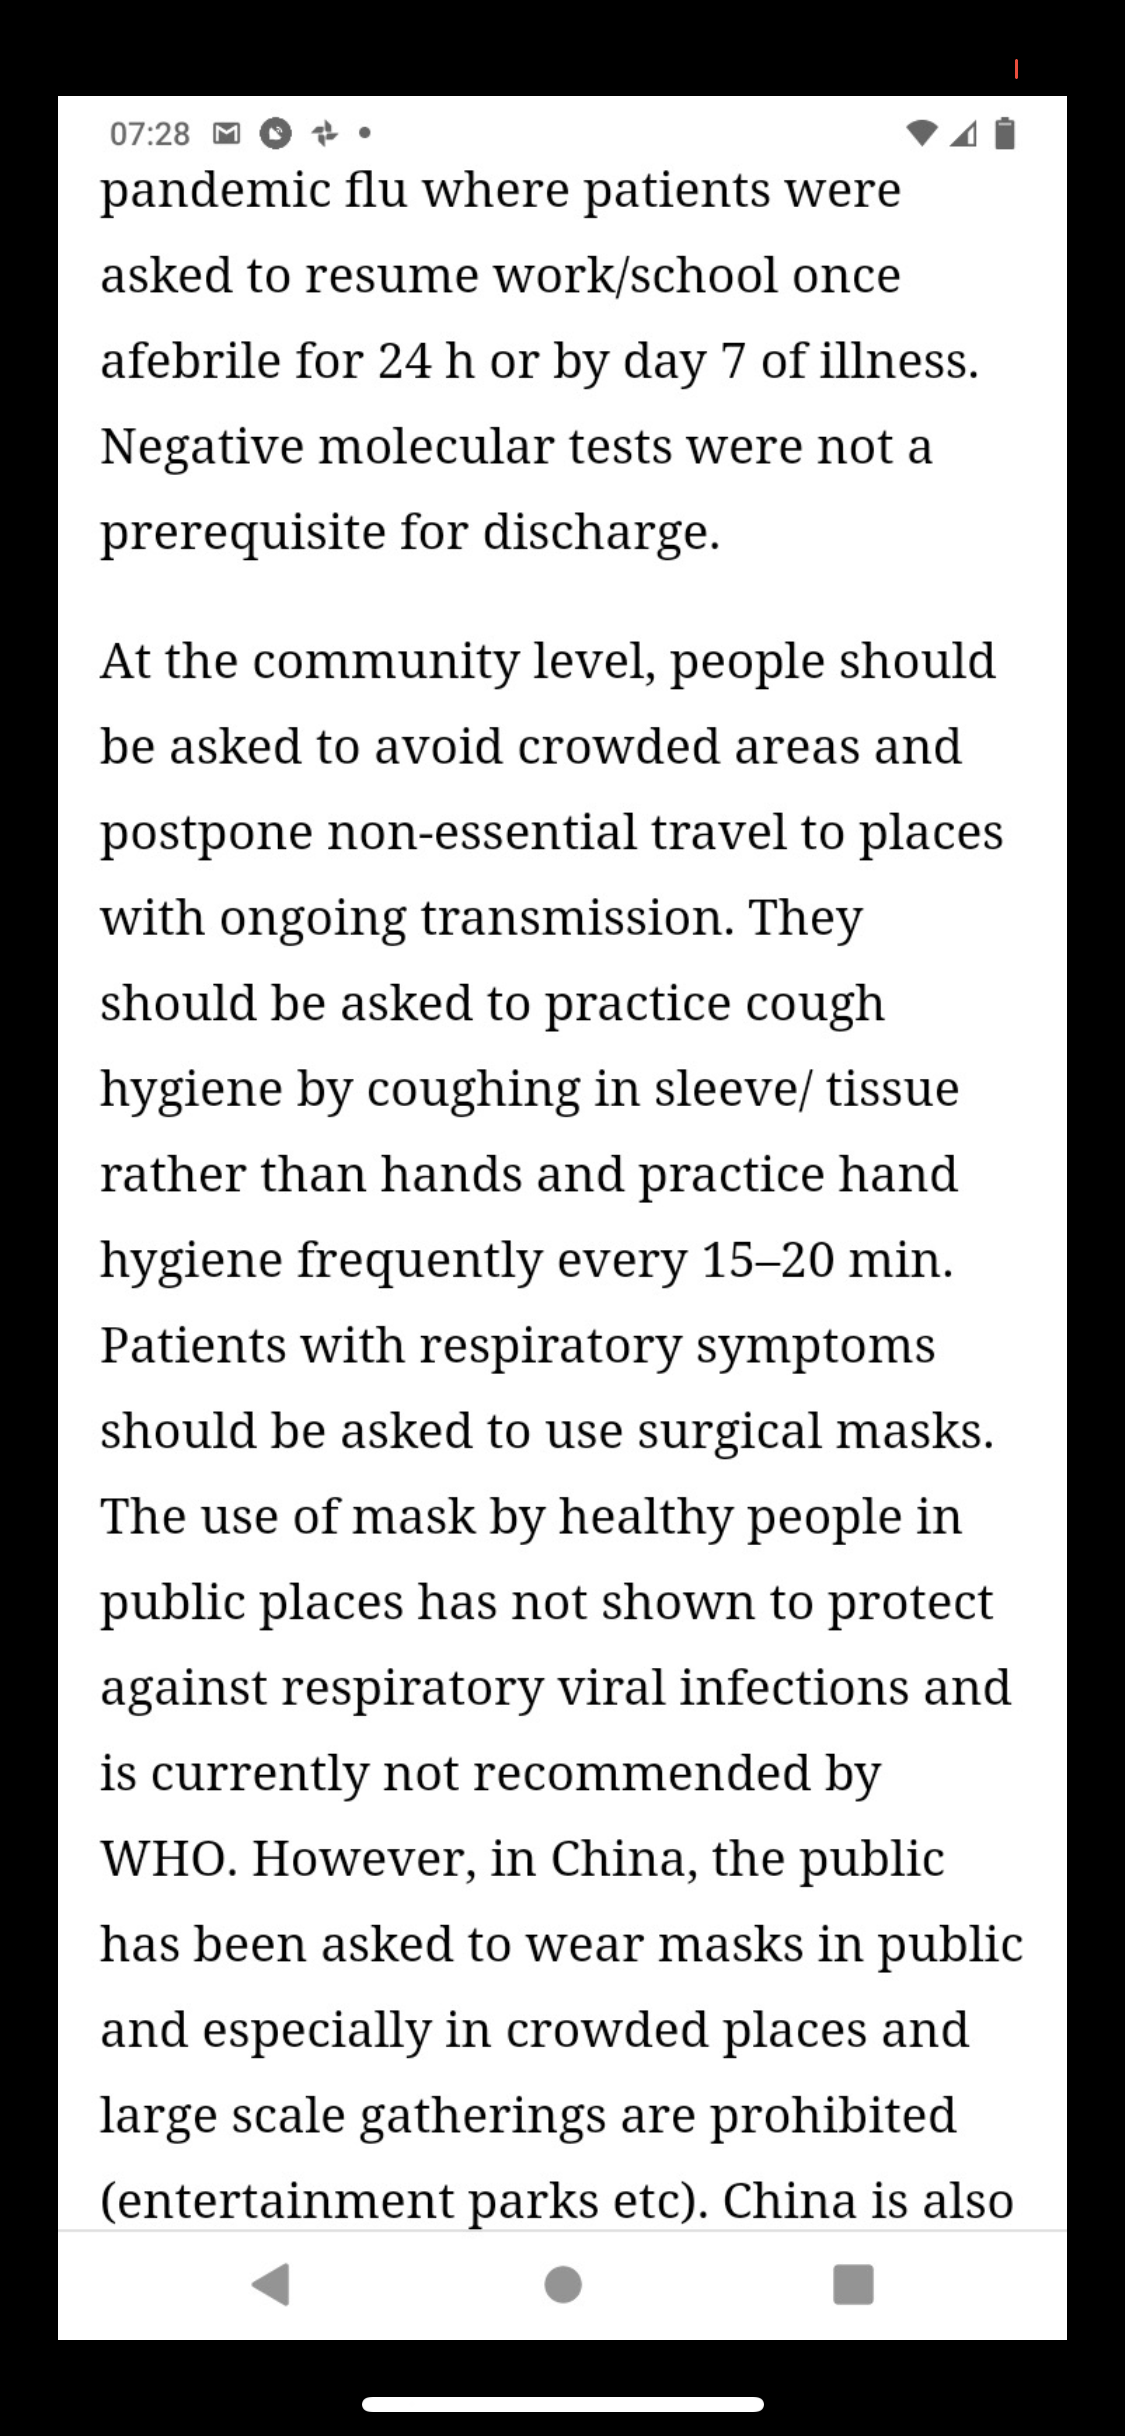 07:28
pandemic flu where patients were
asked to resume work/school once
afebrile for 24 h or by day 7 of illness.
Negative molecular tests were not a
prerequisite for discharge.
At the community level, people should
be asked to avoid crowded areas and
postpone non-essential travel to places
with ongoing transmission. They
should be asked to practice cough
hygiene by coughing in sleeve/ tissue
rather than hands and practice hand
hygiene frequently every 15–20 min.
Patients with respiratory symptoms
should be asked to use surgical masks.
The use of mask by healthy people in
public places has not shown to protect
against respiratory viral infections and
is currently not recommended by
WHO. However, in China, the public
has been asked to wear masks in public
and especially in crowded places and
large scale gatherings are prohibited
(entertainment parks etc). China is also